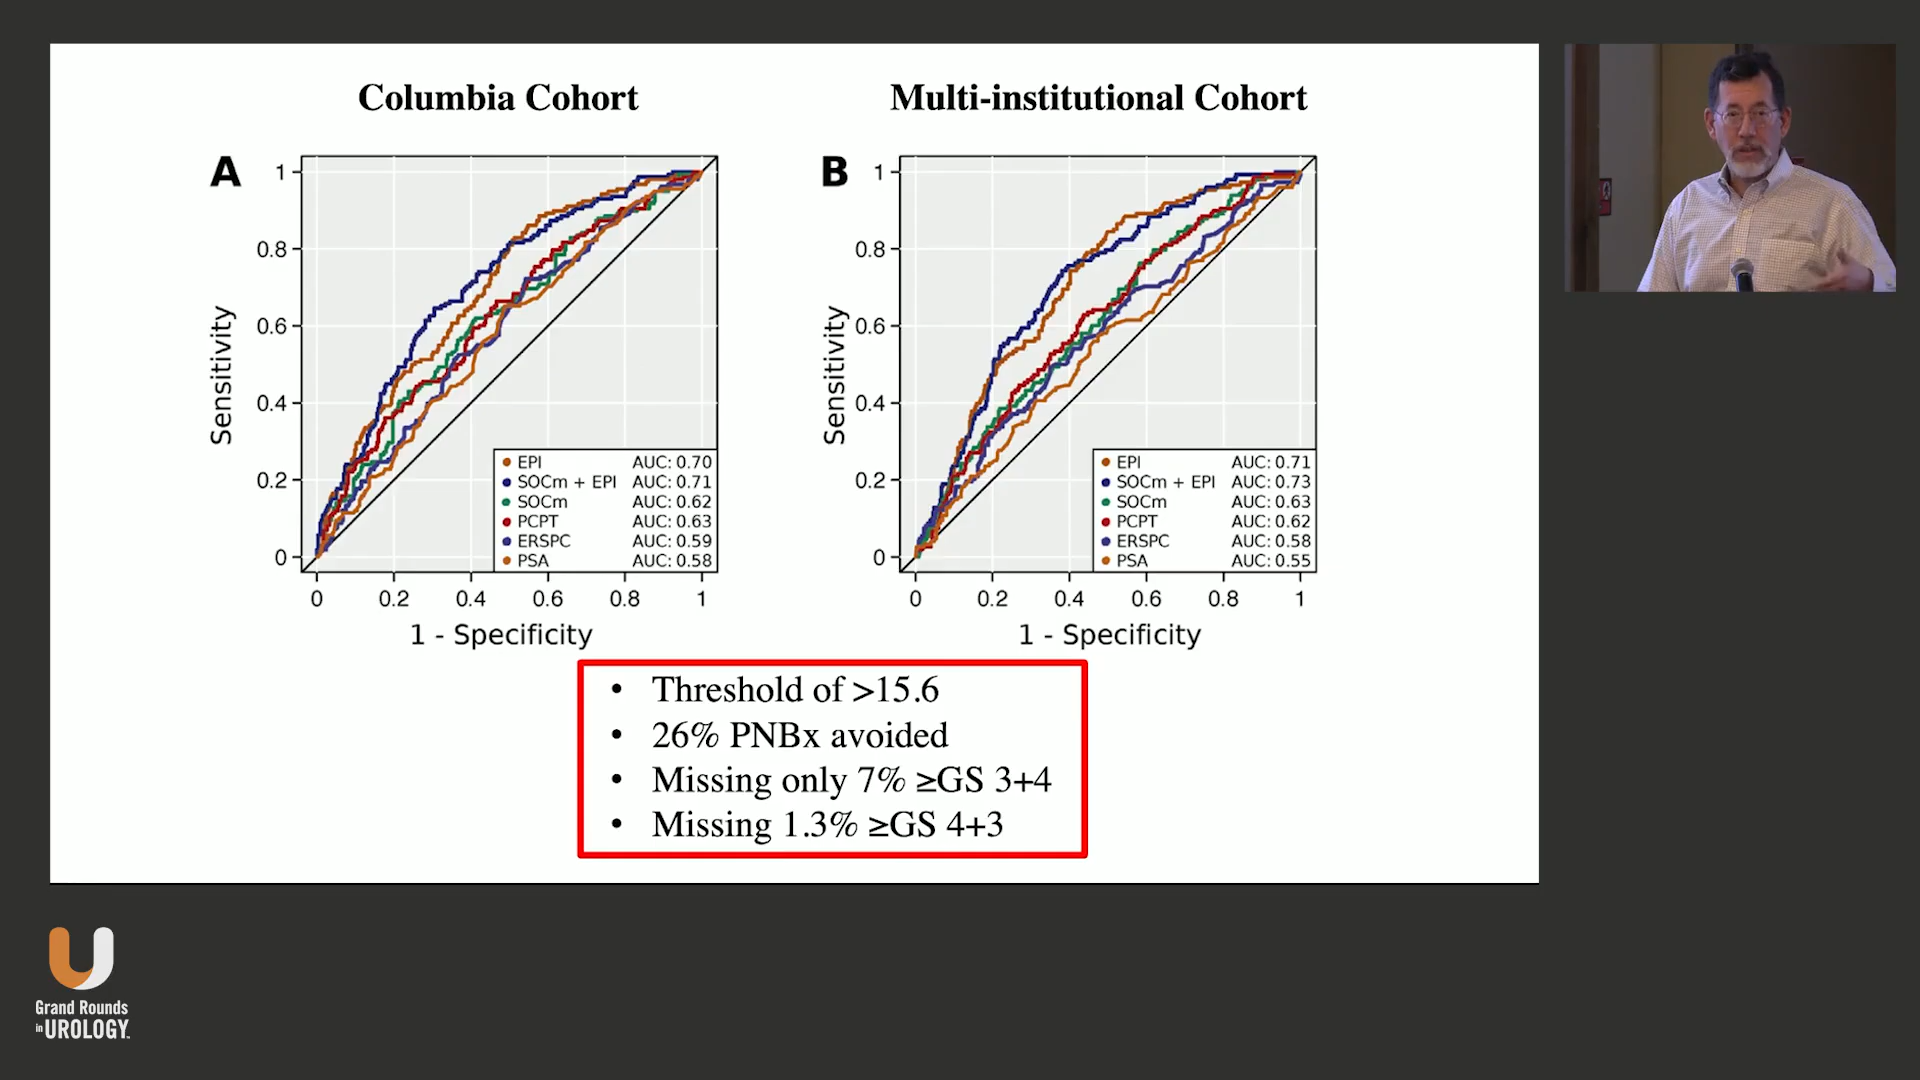 Columbia Cohort
Multi-institutional Cohort
A
Sensitivity
1
0.8
0.6
0.4
0.2
0
EPI AUC: 0.70
SOCm + EPI AUC: 0.71
SOCm AUC: 0.62
PCPT AUC: 0.63
ERSPC AUC: 0.59
PSA AUC: 0.58
0 0.2 0.4 0.6 0.8 1
1 - Specificity
B
Sensitivity
1
0.8
0.6
0.4
0.2
0
EPI AUC: 0.71
SOCm + EPI AUC: 0.73
SOCm AUC: 0.63
PCPT AUC: 0.62
ERSPC AUC: 0.58
PSA AUC: 0.55
0 0.2 0.4 0.6 0.8 1
1 - Specificity
• Threshold of >15.6
• 26% PNBx avoided
• Missing only 7% ≥GS 3+4
• Missing 1.3% ≥GS 4+3
Grand Rounds
in UROLOGY